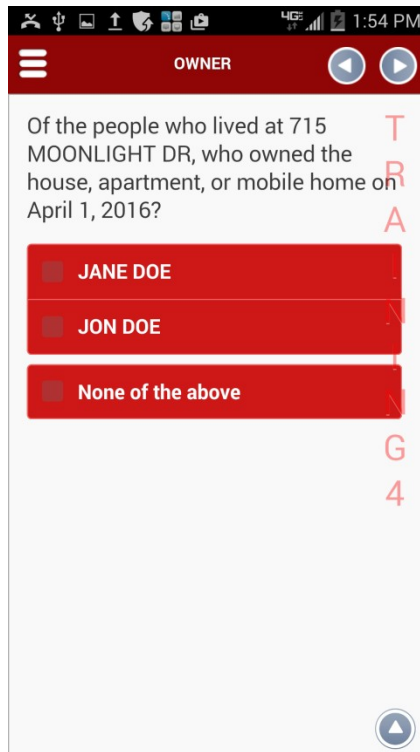 4G 1:54 PM
OWNER
Of the people who lived at 715
MOONLIGHT DR, who owned the
house, apartment, or mobile home on
April 1, 2016?
JANE DOE
JON DOE
None of the above
T
R
A
I
N
I
N
G
4